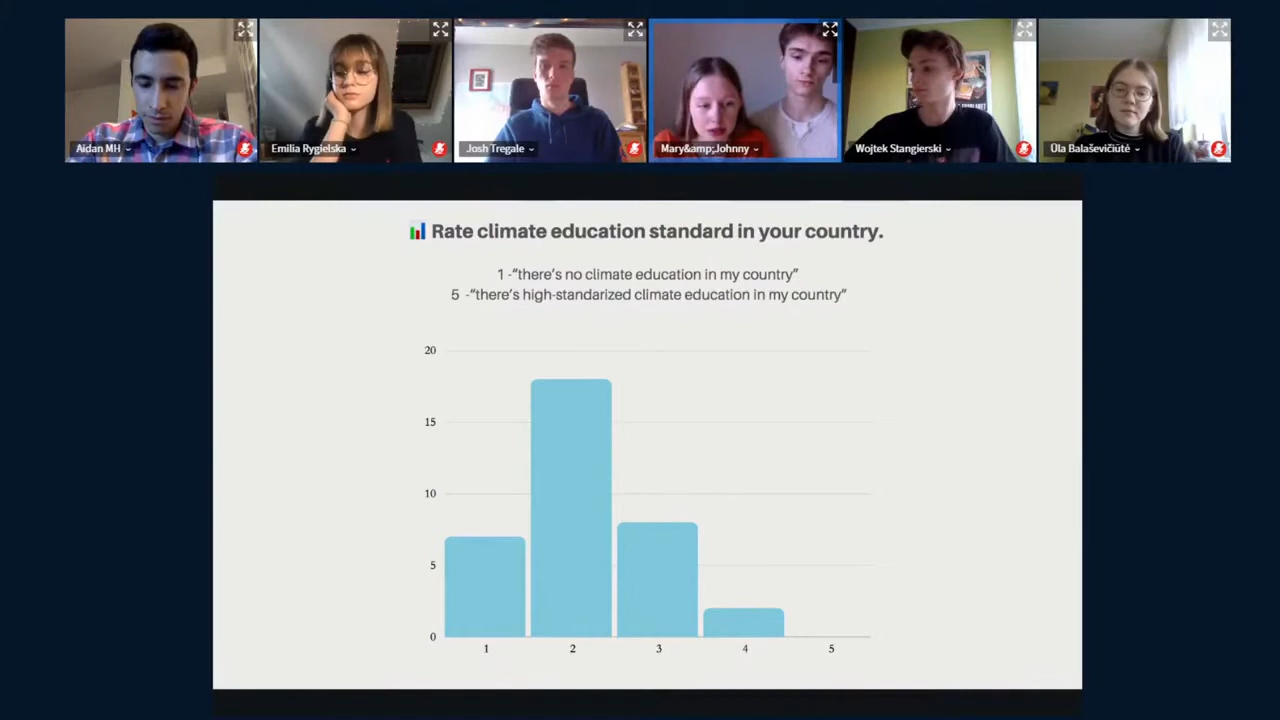 Aidan MH
Emilia Rygielska
Josh Tregale
Mary&amp;Johnny
Wojtek Stangierski
Ūla Balaševičiūtė
Rate climate education standard in your country.
1 -“there’s no climate education in my country”
5 -“there’s high-standarized climate education in my country”
20
15
10
5
0
1 2 3 4 5